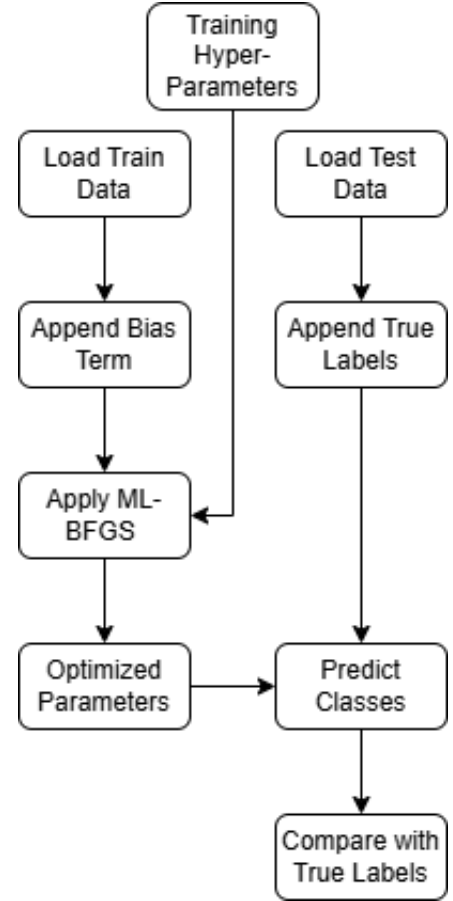 Training
Hyper-
Parameters
Load Train
Data
Load Test
Data
Append Bias
Term
Append True
Labels
Apply ML-
BFGS
Optimized
Parameters
Predict
Classes
Compare with
True Labels